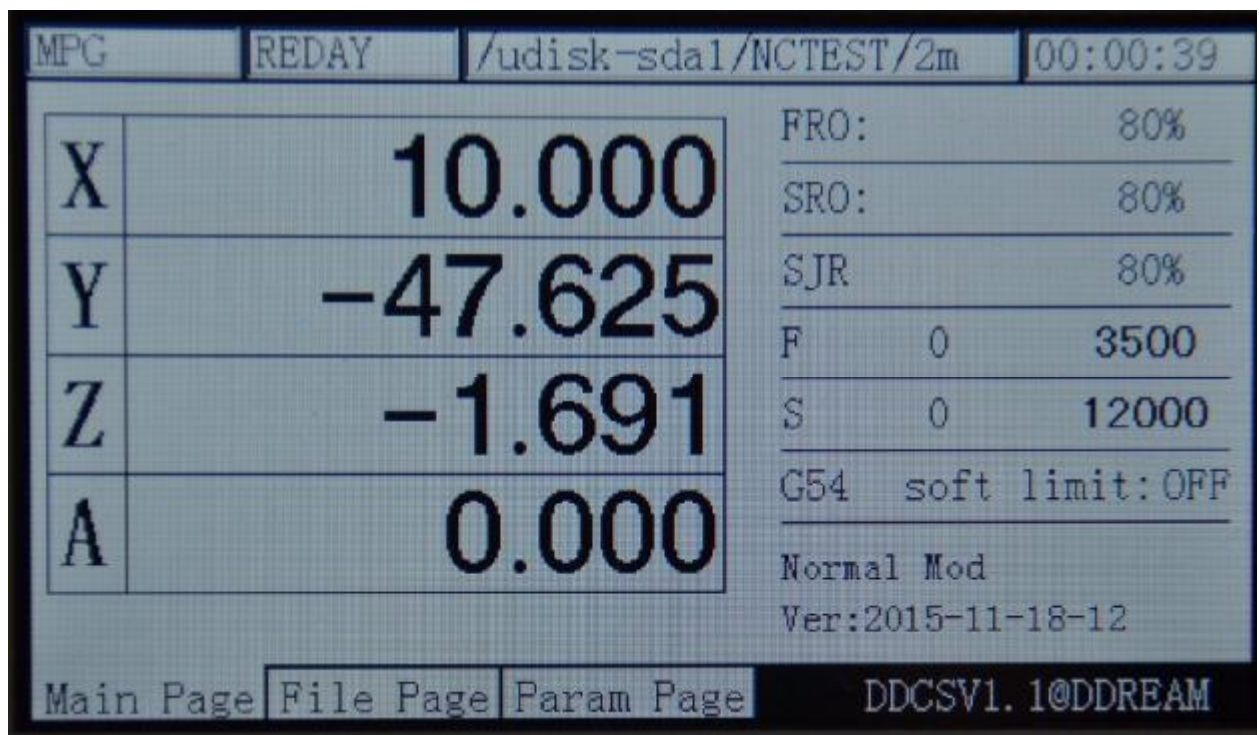 MPG REDAY /udisk-sda1/NCTEST/2m 00:00:39
X 10.000
Y -47.625
Z -1.691
A 0.000
FRO: 80%
SRO: 80%
SJR 80%
F 0 3500
S 0 12000
G54 soft limit:OFF
Normal Mod
Ver:2015-11-18-12
Main Page File Page Param Page DDCSV1.1@DDREAM